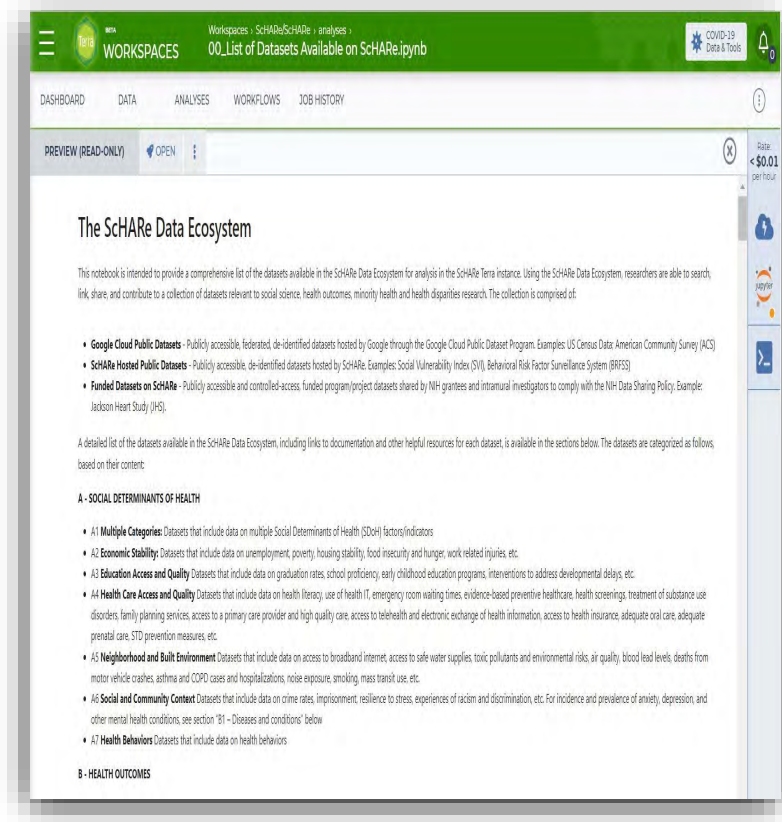 BETA
Terra
WORKSPACES
Workspaces › ScHARe/ScHARe › analyses ›
00_List of Datasets Available on ScHARe.ipynb
COVID-19
Data & Tools
0
DASHBOARD DATA ANALYSES WORKFLOWS JOB HISTORY
PREVIEW (READ-ONLY) OPEN
Rate:
< $0.01
per hour
jupyter
The ScHARe Data Ecosystem
This notebook is intended to provide a comprehensive list of the datasets available in the ScHARe Data Ecosystem for analysis in the ScHARe Terra instance. Using the ScHARe Data Ecosystem, researchers are able to search,
link, share, and contribute to a collection of datasets relevant to social science, health outcomes, minority health and health disparities research. The collection is comprised of:
• Google Cloud Public Datasets - Publicly accessible, federated, de-identified datasets hosted by Google through the Google Cloud Public Dataset Program. Examples: US Census Data: American Community Survey (ACS)
• ScHARe Hosted Public Datasets - Publicly accessible, de-identified datasets hosted by ScHARe. Examples: Social Vulnerability Index (SVI), Behavioral Risk Factor Surveillance System (BRFSS)
• Funded Datasets on ScHARe - Publicly accessible and controlled-access, funded program/project datasets shared by NIH grantees and intramural investigators to comply with the NIH Data Sharing Policy. Example:
Jackson Heart Study (JHS).
A detailed list of the datasets available in the ScHARe Data Ecosystem, including links to documentation and other helpful resources for each dataset, is available in the sections below. The datasets are categorized as follows,
based on their content:
A - SOCIAL DETERMINANTS OF HEALTH
• A1 Multiple Categories: Datasets that include data on multiple Social Determinants of Health (SDoH) factors/indicators
• A2 Economic Stability: Datasets that include data on unemployment, poverty, housing stability, food insecurity and hunger, work related injuries, etc.
• A3 Education Access and Quality Datasets that include data on graduation rates, school proficiency, early childhood education programs, interventions to address developmental delays, etc.
• A4 Health Care Access and Quality Datasets that include data on health literacy, use of health IT, emergency room waiting times, evidence-based preventive healthcare, health screenings, treatment of substance use
disorders, family planning services, access to a primary care provider and high quality care, access to telehealth and electronic exchange of health information, access to health insurance, adequate oral care, adequate
prenatal care, STD prevention measures, etc.
• A5 Neighborhood and Built Environment Datasets that include data on access to broadband internet, access to safe water supplies, toxic pollutants and environmental risks, air quality, blood lead levels, deaths from
motor vehicle crashes, asthma and COPD cases and hospitalizations, noise exposure, smoking, mass transit use, etc.
• A6 Social and Community Context Datasets that include data on crime rates, imprisonment, resilience to stress, experiences of racism and discrimination, etc. For incidence and prevalence of anxiety, depression, and
other mental health conditions, see section "B1 – Diseases and conditions" below
• A7 Health Behaviors Datasets that include data on health behaviors
B - HEALTH OUTCOMES